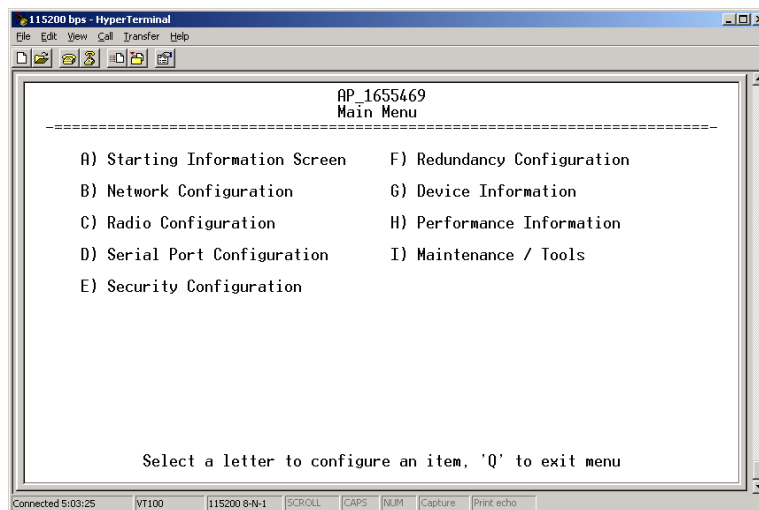 115200 bps - HyperTerminal
File Edit View Call Transfer Help
AP_1655469
Main Menu
-==========================================================================-
A) Starting Information Screen F) Redundancy Configuration
B) Network Configuration G) Device Information
C) Radio Configuration H) Performance Information
D) Serial Port Configuration I) Maintenance / Tools
E) Security Configuration
Select a letter to configure an item, 'Q' to exit menu
Connected 5:03:25 VT100 115200 8-N-1 SCROLL CAPS NUM Capture Print echo